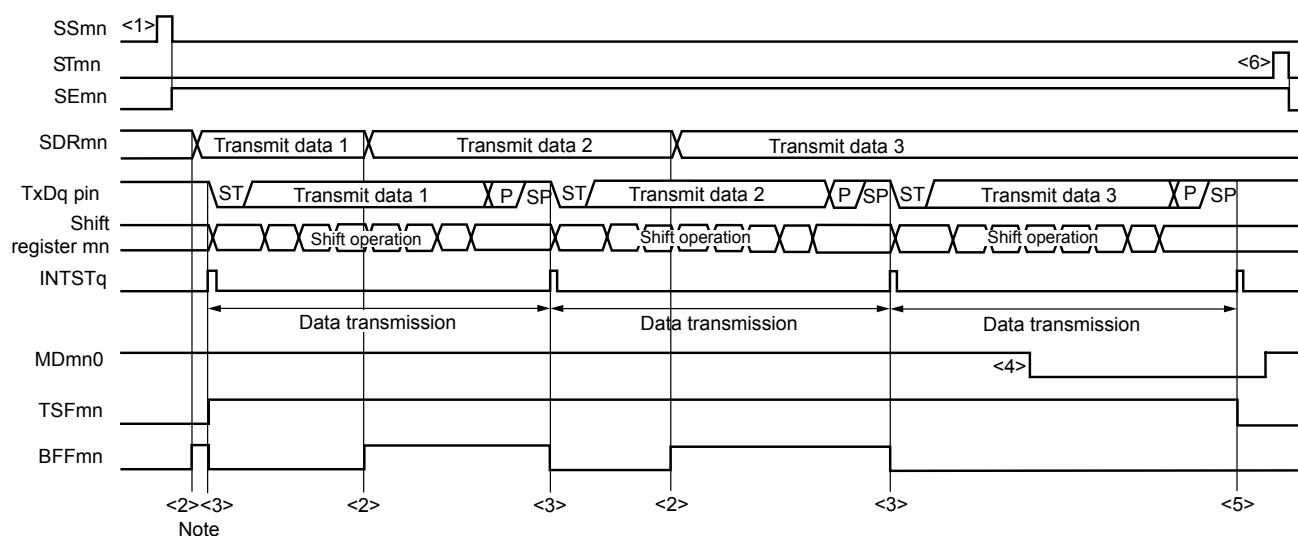 SSmn <1>
STmn <6>
SEmn
SDRmn Transmit data 1 Transmit data 2 Transmit data 3
TxDq pin ST Transmit data 1 P SP ST Transmit data 2 P SP ST Transmit data 3 P SP
Shift
register mn Shift operation Shift operation Shift operation
INTSTq
Data transmission Data transmission Data transmission
MDmn0 <4>
TSFmn
BFFmn
<2> <3> <2> <3> <2> <3> <5>
Note